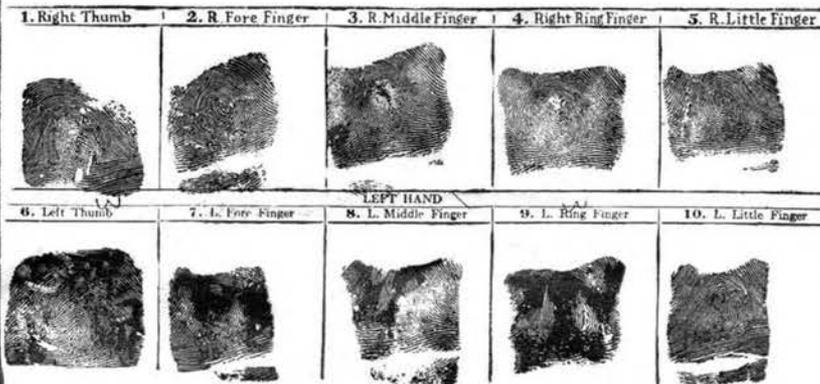 1. Right Thumb 2. R Fore Finger 3. R. Middle Finger 4. Right Ring Finger 5. R. Little Finger
LEFT HAND
6. Left Thumb 7. L. Fore Finger 8. L. Middle Finger 9. L. Ring Finger 10. L. Little Finger